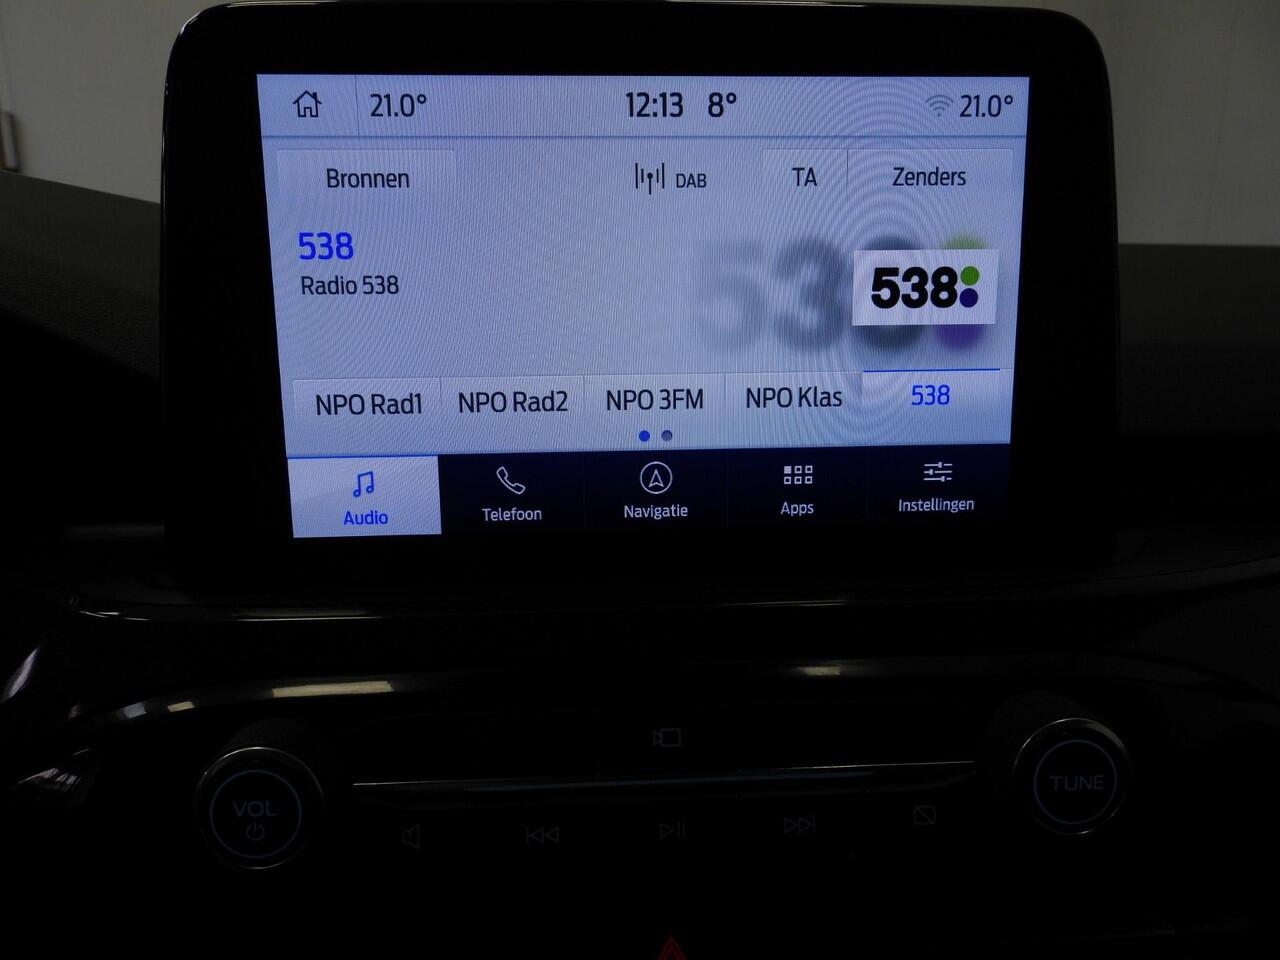 21.0°
12:13 8°
21.0°
Bronnen
DAB
TA
Zenders
538
Radio 538
538
538
NPO Rad1
NPO Rad2
NPO 3FM
NPO Klas
538
Audio
Telefoon
Navigatie
Apps
Instellingen
VOL
TUNE